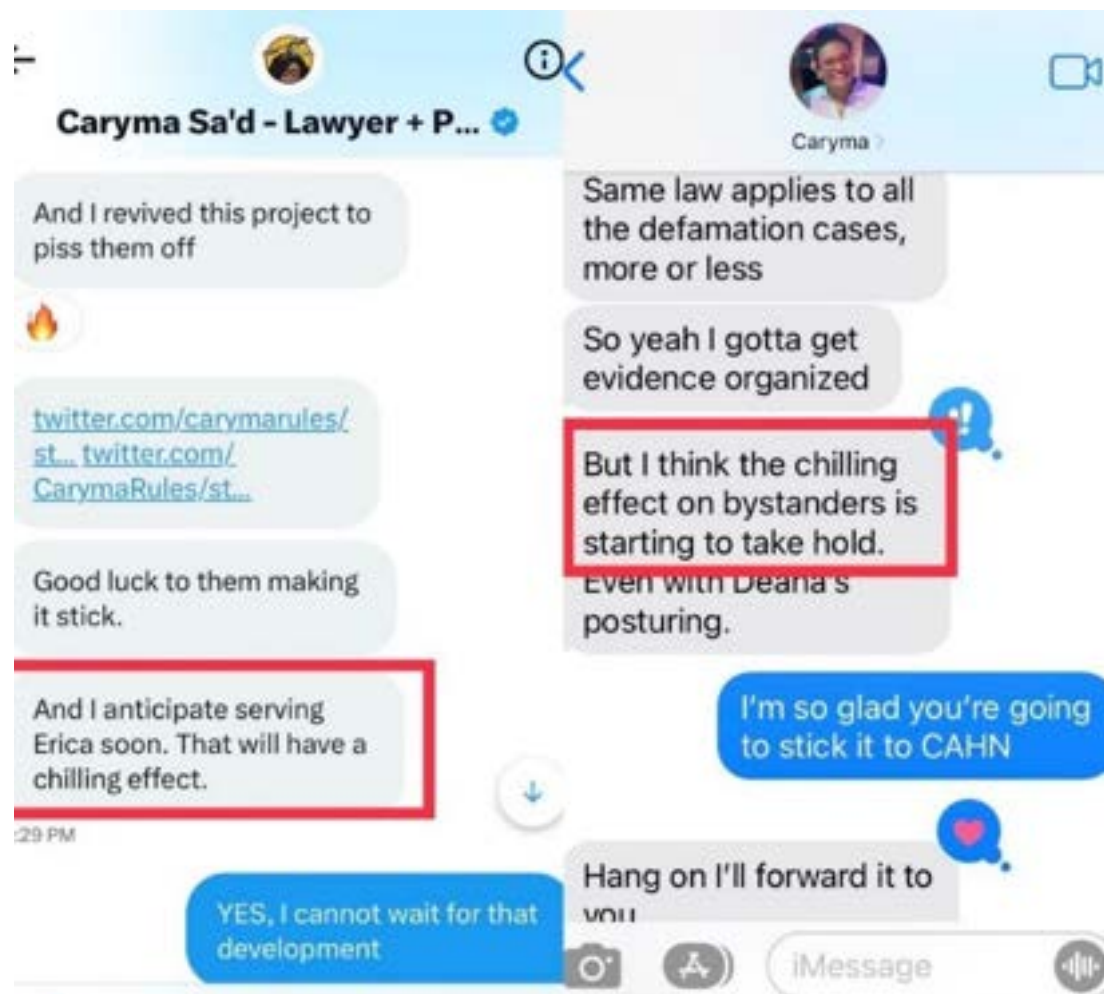 Caryma Sa'd - Lawyer + P...
And I revived this project to
piss them off
twitter.com/carymarules/
st... twitter.com/
CarymaRules/st...
Good luck to them making
it stick.
And I anticipate serving
Erica soon. That will have a
chilling effect.
:29 PM
YES, I cannot wait for that
development
Caryma
Same law applies to all
the defamation cases,
more or less
So yeah I gotta get
evidence organized
But I think the chilling
effect on bystanders is
starting to take hold.
Even with Deana's
posturing.
I'm so glad you're going
to stick it to CAHN
Hang on I'll forward it to
you
iMessage